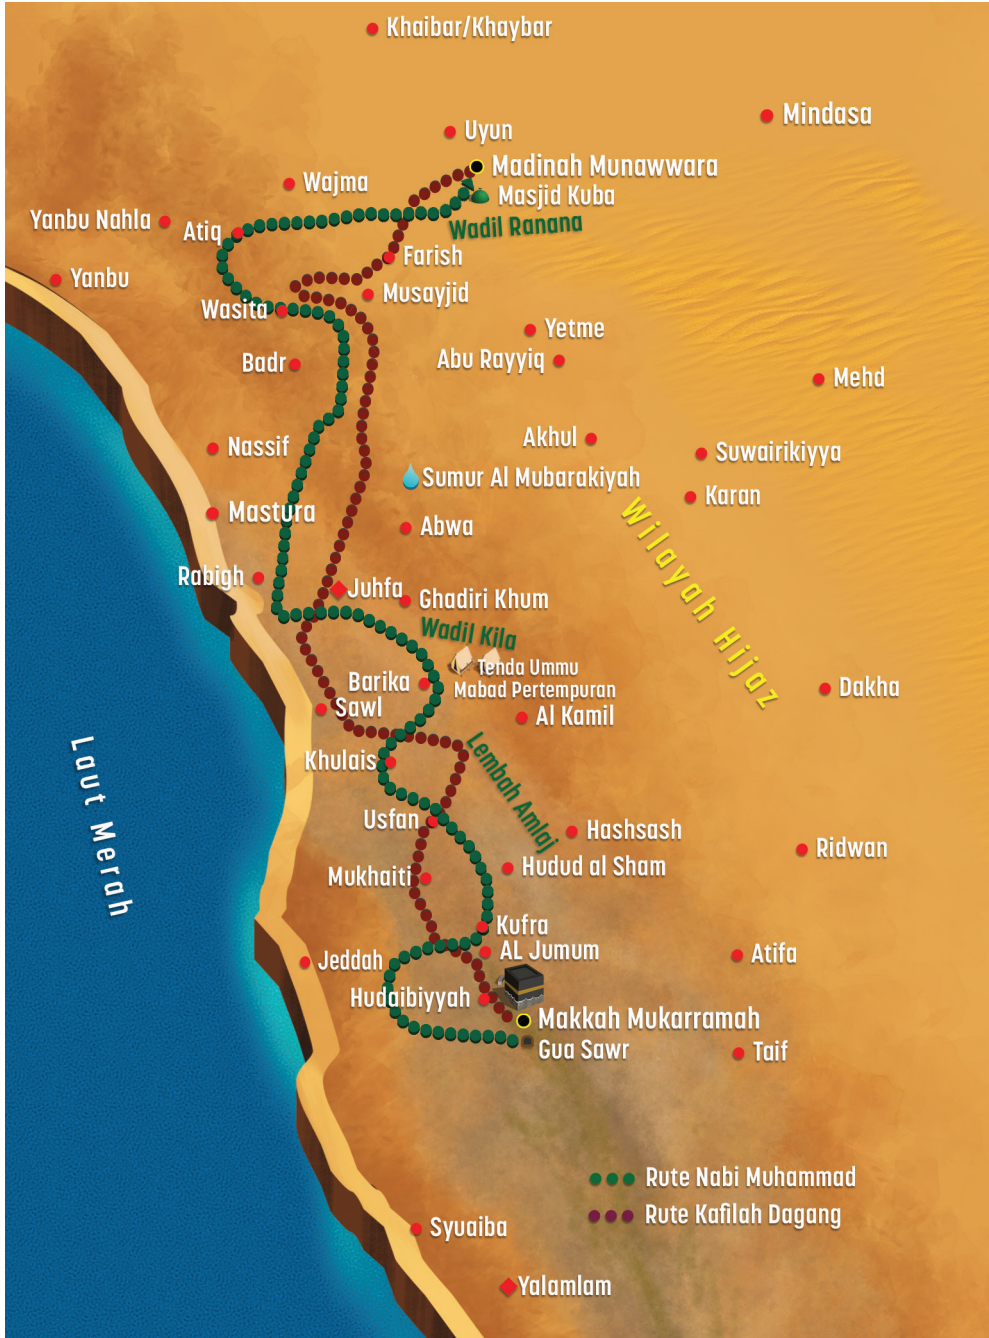 Khaibar/Khaybar
Mindasa
Uyun
Madinah Munawwara
Wajma
Masjid Kuba
Yanbu Nahla
Atiq
Wadil Ranana
Farish
Yanbu
Musayjid
Wasita
Yetme
Badr
Abu Rayyiq
Mehd
Akhul
Nassif
Suwairikiyya
Sumur Al Mubarakiyah
Karan
Mastura
Abwa
Wilayah Hijaz
Rabigh
Juhfa
Ghadiri Khum
Wadil Kila
Tenda Ummu
Mabad Pertempuran
Barika
Dakha
Sawl
Al Kamil
Laut Merah
Khulais
Lembah Amlaj
Usfan
Hashsash
Ridwan
Hudud al Sham
Mukhaiti
Kufra
AL Jumum
Atifa
Jeddah
Hudaibiyyah
Makkah Mukarramah
Gua Sawr
Taif
Rute Nabi Muhammad
Rute Kafilah Dagang
Syuaiba
Yalamlam